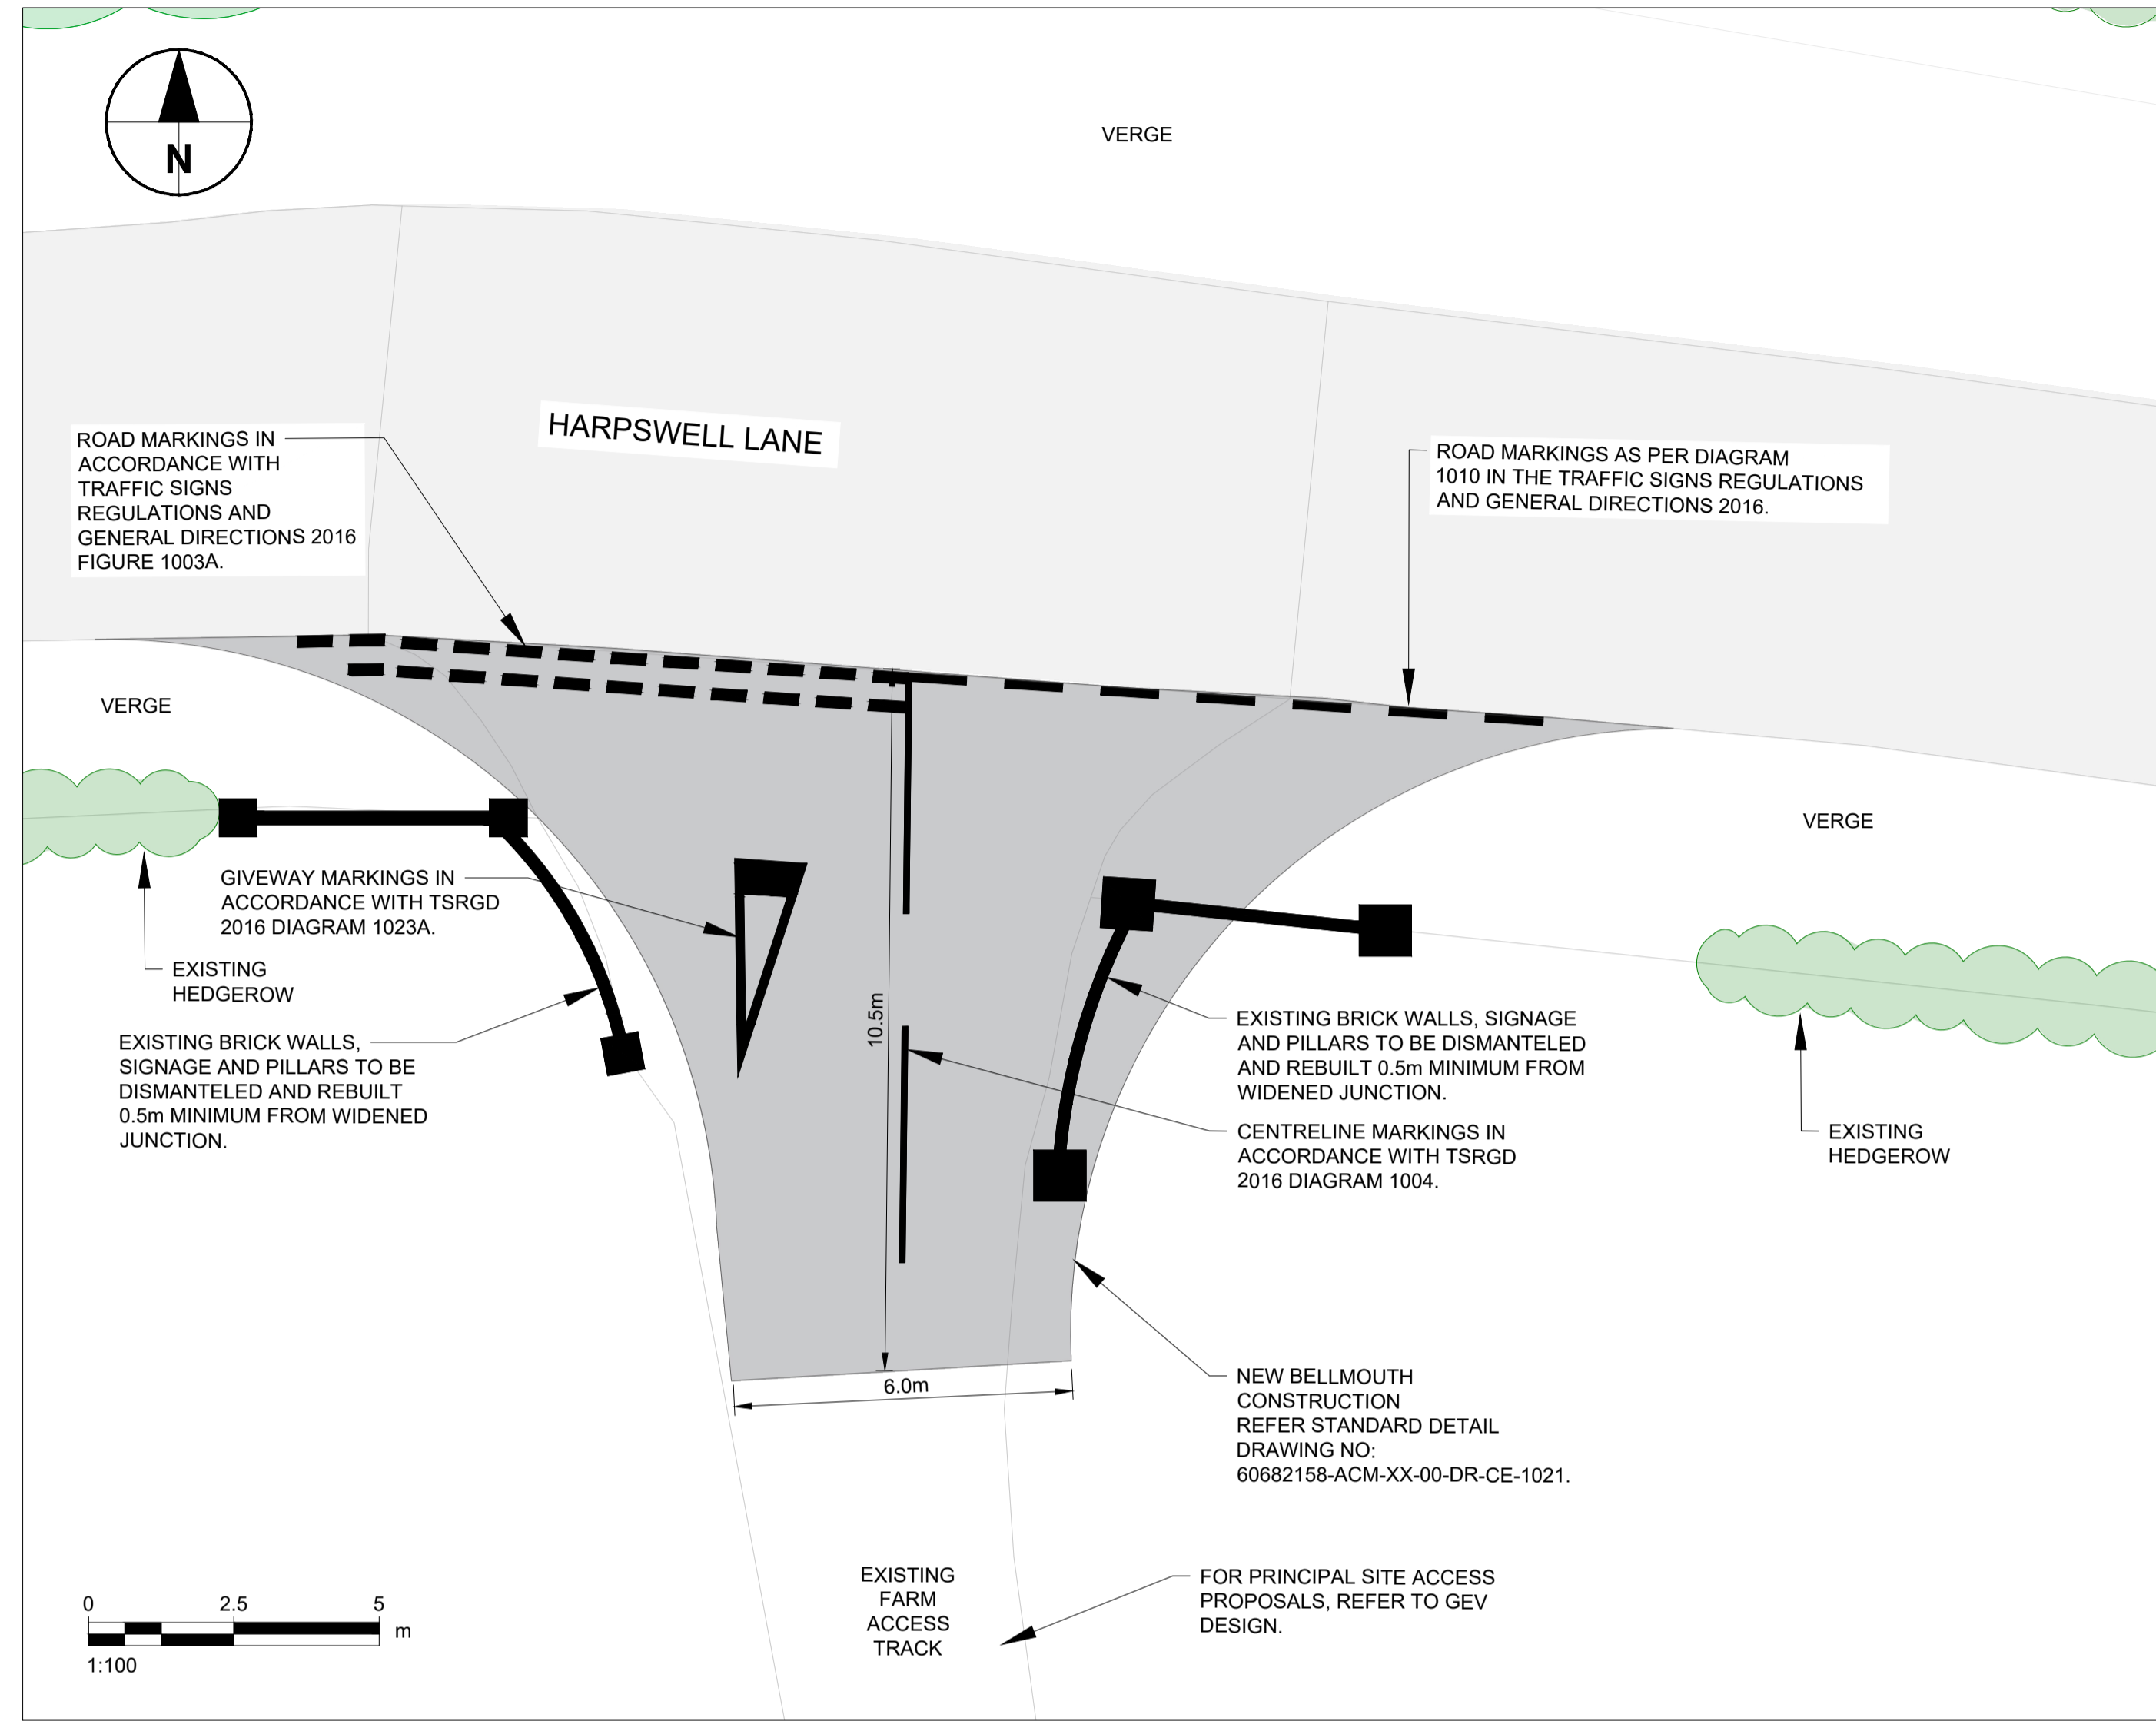 VERGE
N
HARPSWELL LANE
ROAD MARKINGS IN
ACCORDANCE WITH
TRAFFIC SIGNS
REGULATIONS AND
GENERAL DIRECTIONS 2016
FIGURE 1003A.
ROAD MARKINGS AS PER DIAGRAM
1010 IN THE TRAFFIC SIGNS REGULATIONS
AND GENERAL DIRECTIONS 2016.
VERGE
VERGE
GIVEWAY MARKINGS IN
ACCORDANCE WITH TSRGD
2016 DIAGRAM 1023A.
EXISTING
HEDGEROW
EXISTING BRICK WALLS,
SIGNAGE AND PILLARS TO BE
DISMANTELED AND REBUILT
0.5m MINIMUM FROM WIDENED
JUNCTION.
10.5m
EXISTING BRICK WALLS, SIGNAGE
AND PILLARS TO BE DISMANTELED
AND REBUILT 0.5m MINIMUM FROM
WIDENED JUNCTION.
CENTRELINE MARKINGS IN
ACCORDANCE WITH TSRGD
2016 DIAGRAM 1004.
EXISTING
HEDGEROW
6.0m
NEW BELLMOUTH
CONSTRUCTION
REFER STANDARD DETAIL
DRAWING NO:
60682158-ACM-XX-00-DR-CE-1021.
EXISTING
FARM
ACCESS
TRACK
FOR PRINCIPAL SITE ACCESS
PROPOSALS, REFER TO GEV
DESIGN.
0 2.5 5
m
1:100